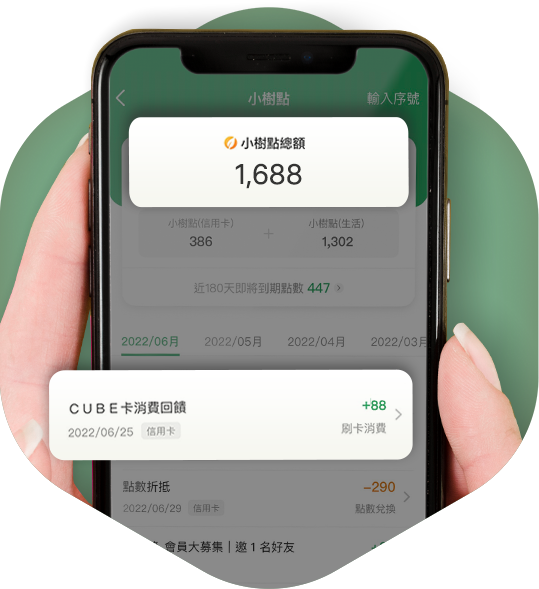 小樹點
輸入序號
小樹點總額
1,688
小樹點(信用卡)
+
小樹點(生活)
386
1,302
近180天即將到期點數 447
2022/06月
2022/05月
2022/04月
2022/03月
CUBE卡消費回饋
+88
2022/06/25
信用卡
刷卡消費
點數折抵
-290
2022/06/29
信用卡
點數兌換
會員大募集|邀 1 名好友